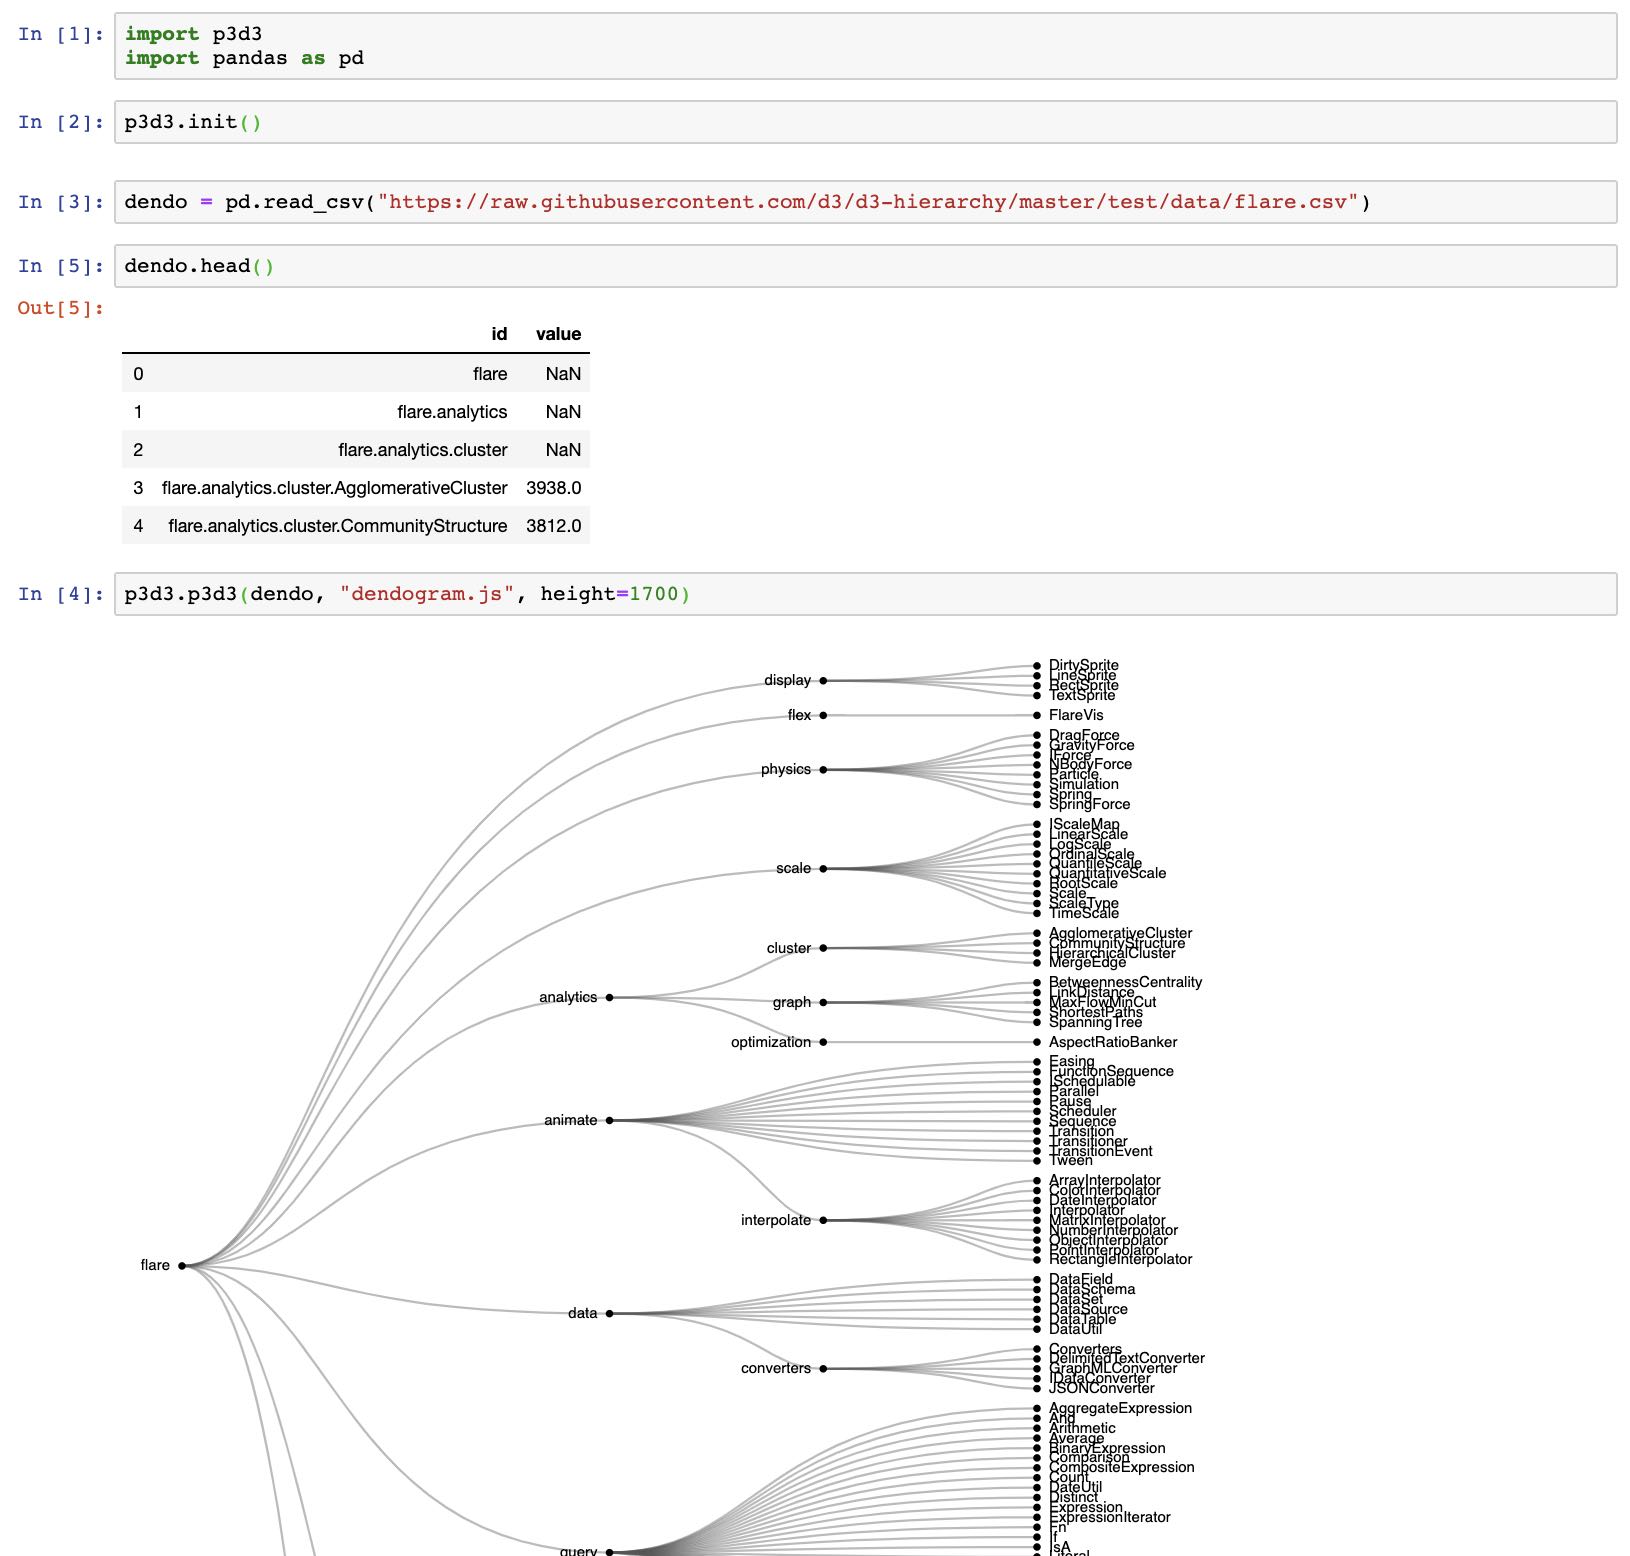 In [1]:
import p3d3
import pandas as pd
In [2]:
p3d3.init()
In [3]:
dendo = pd.read_csv("https://raw.githubusercontent.com/d3/d3-hierarchy/master/test/data/flare.csv")
In [5]:
dendo.head()
Out[5]:
id value
0 flare NaN
1 flare.analytics NaN
2 flare.analytics.cluster NaN
3 flare.analytics.cluster.AgglomerativeCluster 3938.0
4 flare.analytics.cluster.CommunityStructure 3812.0
In [4]:
p3d3.p3d3(dendo, "dendogram.js", height=1700)
flare
display
DirtySprite
LineSprite
RectSprite
TextSprite
flex
FlareVis
physics
DragForce
GravityForce
IForce
NBodyForce
Particle
Simulation
Spring
SpringForce
scale
IScaleMap
LinearScale
LogScale
OrdinalScale
QuantileScale
QuantitativeScale
RootScale
Scale
ScaleType
TimeScale
analytics
cluster
AgglomerativeCluster
CommunityStructure
HierarchicalCluster
MergeEdge
graph
BetweennessCentrality
LinkDistance
MaxFlowMinCut
ShortestPaths
SpanningTree
optimization
AspectRatioBanker
animate
Easing
FunctionSequence
ISchedulable
Parallel
Pause
Scheduler
Sequence
Transition
Transitioner
TransitionEvent
Tween
interpolate
ArrayInterpolator
ColorInterpolator
DateInterpolator
Interpolator
MatrixInterpolator
NumberInterpolator
ObjectInterpolator
PointInterpolator
RectangleInterpolator
data
DataField
DataSchema
DataSet
DataSource
DataTable
DataUtil
converters
Converters
DelimitedTextConverter
GraphMLConverter
IDataConverter
JSONConverter
query
AggregateExpression
And
Arithmetic
Average
BinaryExpression
Comparison
CompositeExpression
Count
DateUtil
Distinct
Expression
ExpressionIterator
Fn
If
IsA
Literal